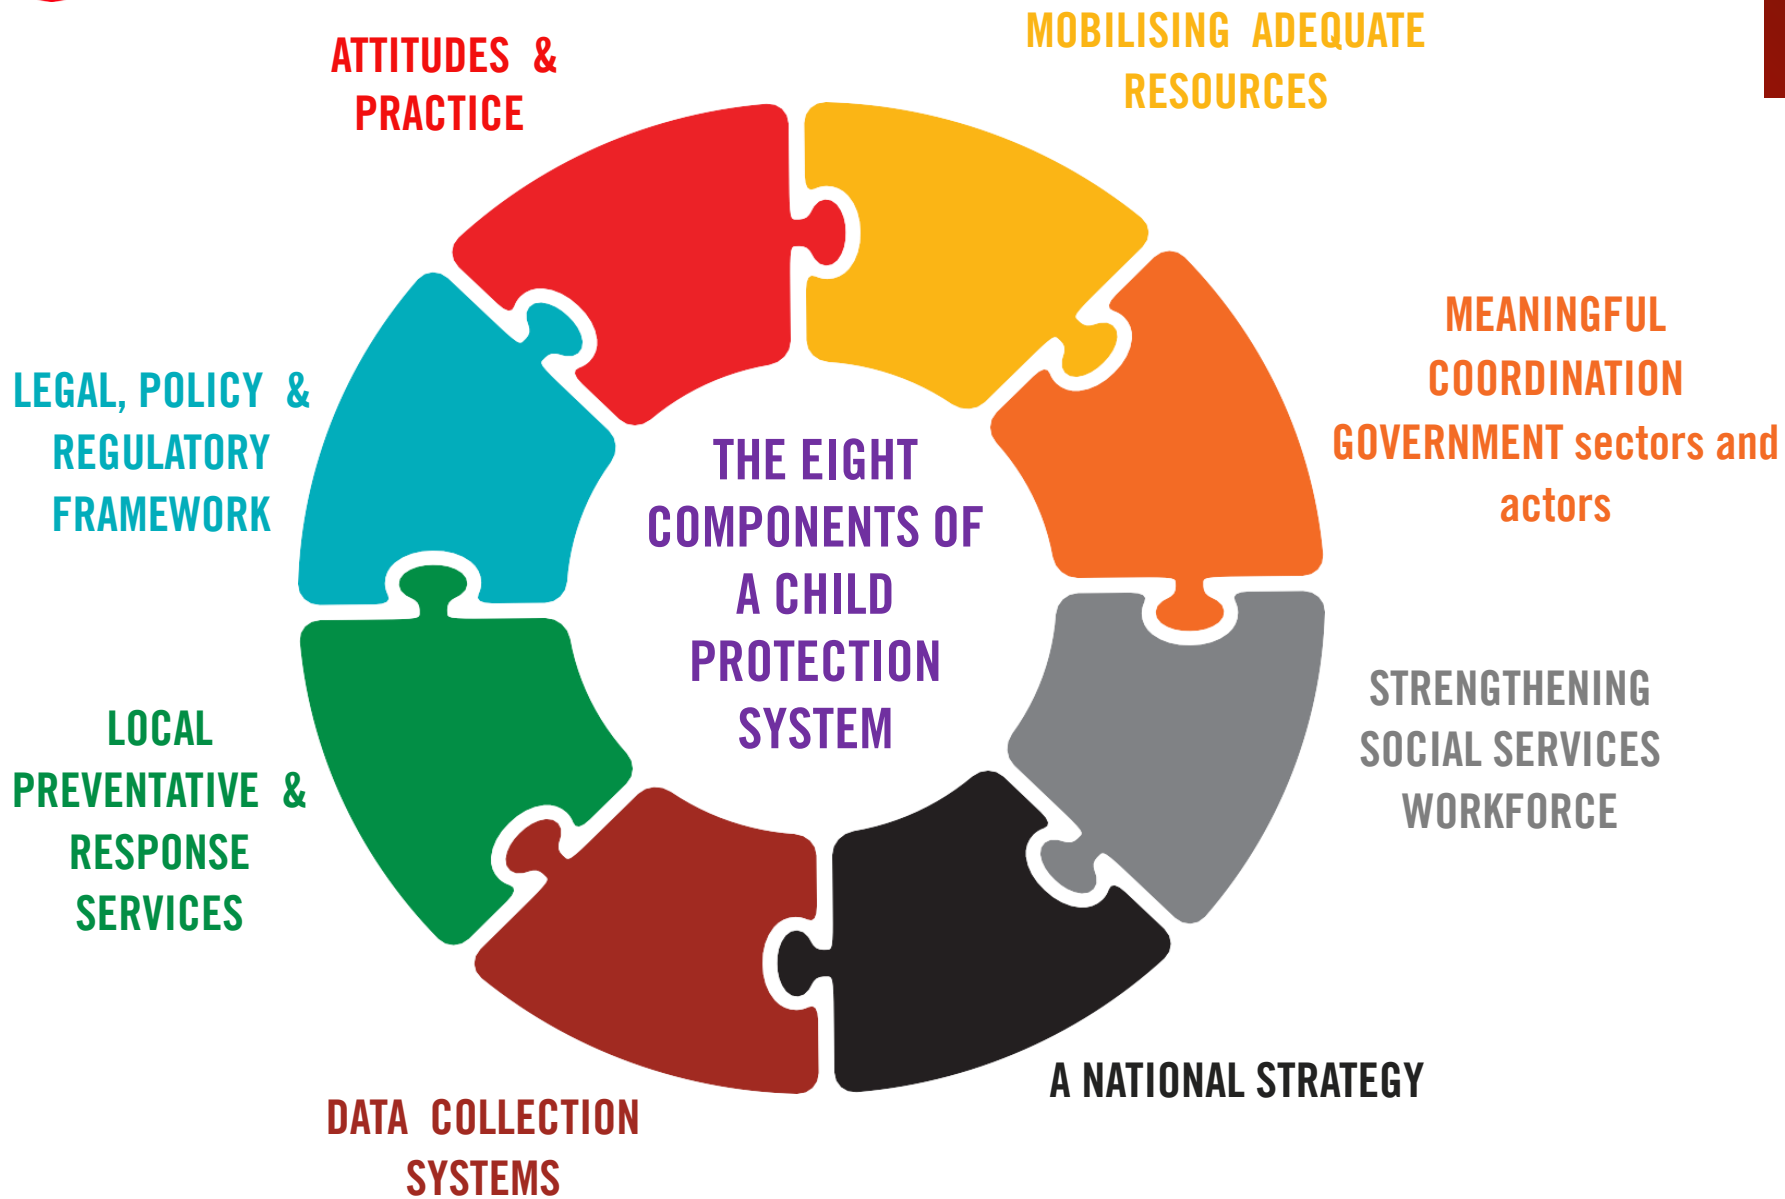 ATTITUDES &
PRACTICE
MOBILISING ADEQUATE
RESOURCES
MEANINGFUL
COORDINATION
GOVERNMENT sectors and
actors
LEGAL, POLICY &
REGULATORY
FRAMEWORK
THE EIGHT
COMPONENTS OF
A CHILD
PROTECTION
SYSTEM
STRENGTHENING
SOCIAL SERVICES
WORKFORCE
LOCAL
PREVENTATIVE &
RESPONSE
SERVICES
A NATIONAL STRATEGY
DATA COLLECTION
SYSTEMS